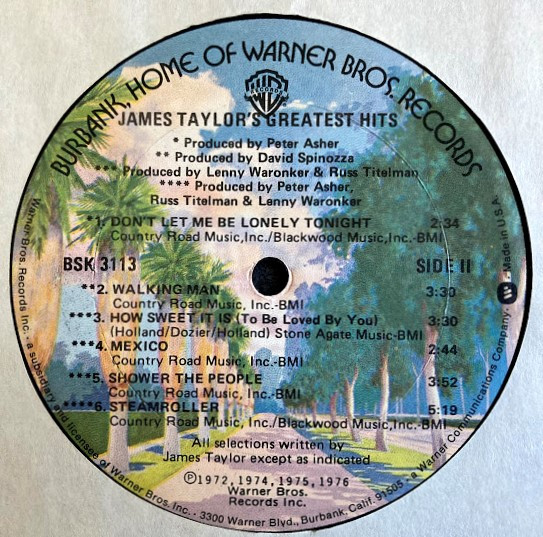 BURBANK, HOME OF WARNER BROS. RECORDS
WB
RECORDS
JAMES TAYLOR'S GREATEST HITS
* Produced by Peter Asher
** Produced by David Spinozza
*** Produced by Lenny Waronker & Russ Titelman
**** Produced by Peter Asher,
Russ Titelman & Lenny Waronker
*1. DON'T LET ME BE LONELY TONIGHT 2:34
Country Road Music,Inc./Blackwood Music,Inc.-BMI
BSK 3113 SIDE II
**2. WALKING MAN 3:30
Country Road Music, Inc.-BMI
***3. HOW SWEET IT IS (To Be Loved By You) 3:30
(Holland/Dozier/Holland) Stone Agate Music-BMI
***4. MEXICO 2:44
Country Road Music, Inc.-BMI
***5. SHOWER THE PEOPLE 3:52
Country Road Music, Inc.-BMI
****6. STEAMROLLER 5:19
Country Road Music, Inc./Blackwood Music,Inc.-BMI
All selections written by
James Taylor except as indicated
℗1972, 1974, 1975, 1976
Warner Bros.
Records Inc.
Warner Bros. Records Inc. - a subsidiary and licensee of Warner Bros., Inc. - 3300 Warner Blvd., Burbank, Calif. 91505 - a Warner Communications Company. W - Made in U.S.A.